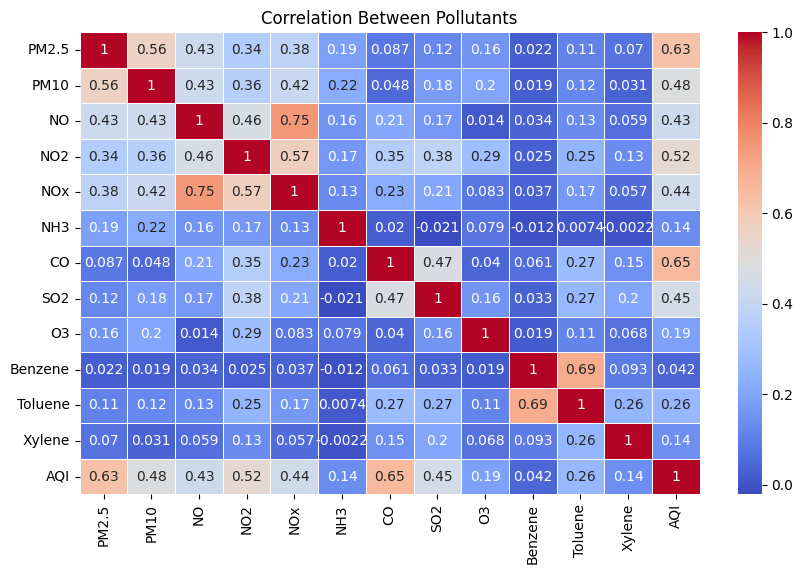 Correlation Between Pollutants
PM2.5 1 0.56 0.43 0.34 0.38 0.19 0.087 0.12 0.16 0.022 0.11 0.07 0.63
PM10 0.56 1 0.43 0.36 0.42 0.22 0.048 0.18 0.2 0.019 0.12 0.031 0.48
NO 0.43 0.43 1 0.46 0.75 0.16 0.21 0.17 0.014 0.034 0.13 0.059 0.43
NO2 0.34 0.36 0.46 1 0.57 0.17 0.35 0.38 0.29 0.025 0.25 0.13 0.52
NOx 0.38 0.42 0.75 0.57 1 0.13 0.23 0.21 0.083 0.037 0.17 0.057 0.44
NH3 0.19 0.22 0.16 0.17 0.13 1 0.02 -0.021 0.079 -0.012 0.0074 -0.0022 0.14
CO 0.087 0.048 0.21 0.35 0.23 0.02 1 0.47 0.04 0.061 0.27 0.15 0.65
SO2 0.12 0.18 0.17 0.38 0.21 -0.021 0.47 1 0.16 0.033 0.27 0.2 0.45
O3 0.16 0.2 0.014 0.29 0.083 0.079 0.04 0.16 1 0.019 0.11 0.068 0.19
Benzene 0.022 0.019 0.034 0.025 0.037 -0.012 0.061 0.033 0.019 1 0.69 0.093 0.042
Toluene 0.11 0.12 0.13 0.25 0.17 0.0074 0.27 0.27 0.11 0.69 1 0.26 0.26
Xylene 0.07 0.031 0.059 0.13 0.057 -0.0022 0.15 0.2 0.068 0.093 0.26 1 0.14
AQI 0.63 0.48 0.43 0.52 0.44 0.14 0.65 0.45 0.19 0.042 0.26 0.14 1
PM2.5 PM10 NO NO2 NOx NH3 CO SO2 O3 Benzene Toluene Xylene AQI
1.0
0.8
0.6
0.4
0.2
0.0